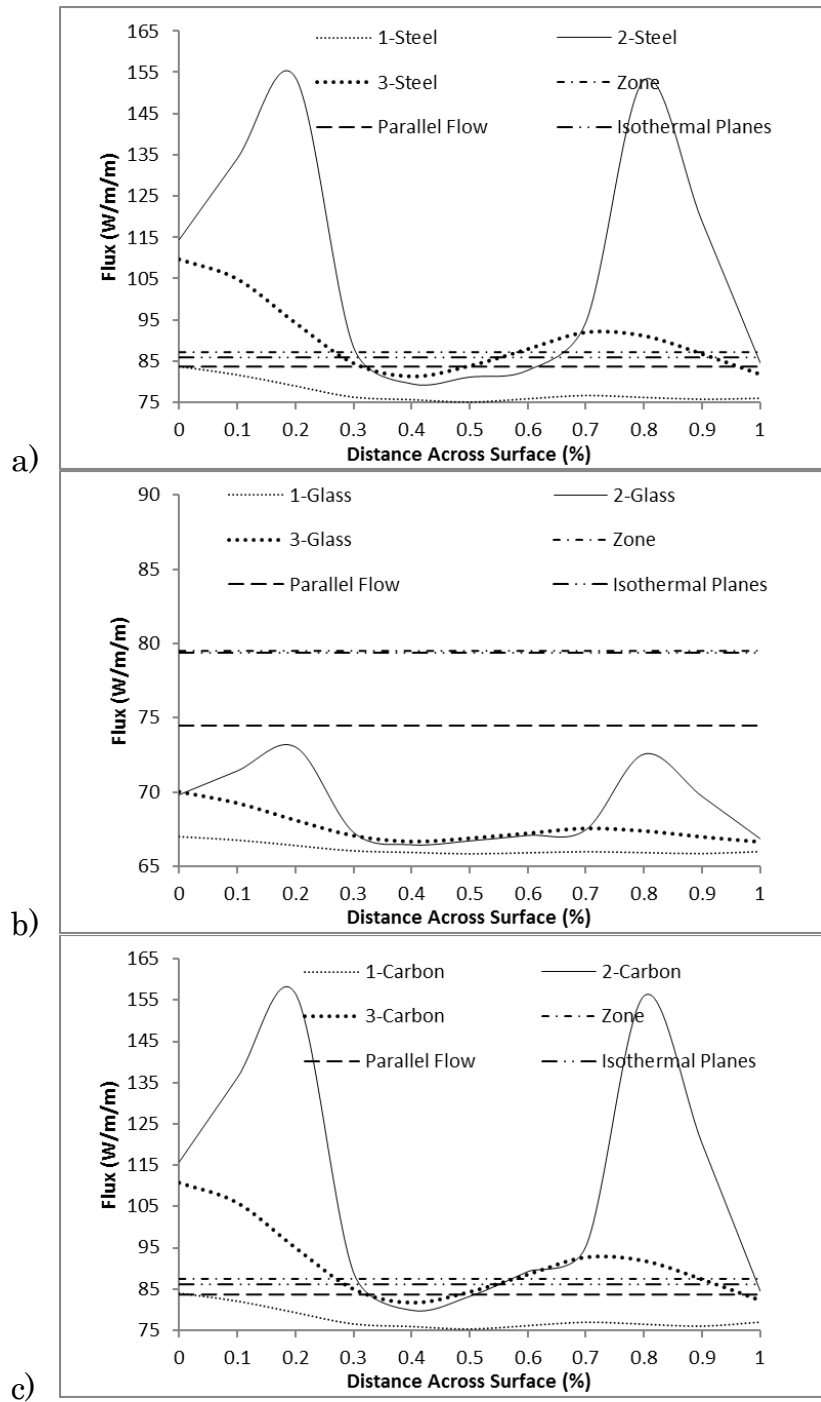 165
155
145
135
125
115
105
95
85
75
Flux (W/m/m)
1-Steel
2-Steel
3-Steel
Zone
Parallel Flow
Isothermal Planes
0 0.1 0.2 0.3 0.4 0.5 0.6 0.7 0.8 0.9 1
Distance Across Surface (%)
a)
90
85
80
75
70
65
Flux (W/m/m)
1-Glass
2-Glass
3-Glass
Zone
Parallel Flow
Isothermal Planes
0 0.1 0.2 0.3 0.4 0.5 0.6 0.7 0.8 0.9 1
Distance Across Surface (%)
b)
165
155
145
135
125
115
105
95
85
75
Flux (W/m/m)
1-Carbon
2-Carbon
3-Carbon
Zone
Parallel Flow
Isothermal Planes
0 0.1 0.2 0.3 0.4 0.5 0.6 0.7 0.8 0.9 1
Distance Across Surface (%)
c)